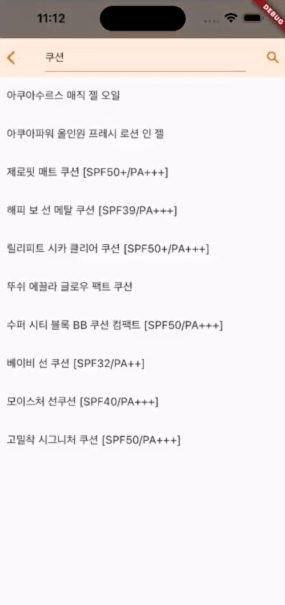 11:12
DEBUG
쿠션
아쿠아수르스 매직 젤 오일
아쿠아파워 올인원 프레시 로션 인 젤
제로핏 매트 쿠션 [SPF50+/PA+++]
해피 보 선 메탈 쿠션 [SPF39/PA+++]
릴리피트 시카 클리어 쿠션 [SPF50+/PA+++]
뚜쉬 에끌라 글로우 팩트 쿠션
수퍼 시티 블록 BB 쿠션 컴팩트 [SPF50/PA+++]
베이비 선 쿠션 [SPF32/PA++]
모이스처 선쿠션 [SPF40/PA+++]
고밀착 시그니처 쿠션 [SPF50/PA+++]